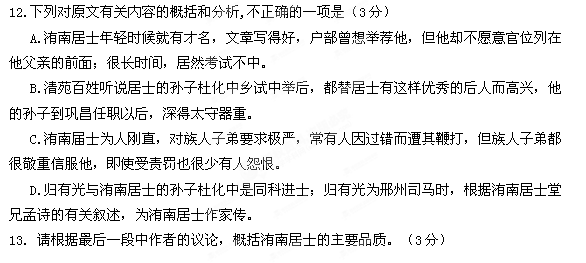 12.下列对原文有关内容的概括和分析,不正确的一项是（3分）
A.洧南居士年轻时候就有才名，文章写得好，户部曾想举荐他，但他却不愿意官位列在
他父亲的前面；很长时间，居然考试不中。
B.清苑百姓听说居士的孙子杜化中乡试中举后，都替居士有这样优秀的后人而高兴，他
的孙子到巩昌任职以后，深得太守器重。
C.洧南届士为人刚直，对族人子弟要求极严，常有人因过错而遭其鞭打，但族人子弟都
很敬重信服他，即使受责罚也很少有人怨恨。
D.归有光与洧南居士的孙子杜化中是同科进士；归有光为邢州司马时，根据洧南居士堂
兄孟诗的有关叙述，为洧南居士作家传。
13. 请根据最后一段中作者的议论，概括洧南居士的主要品质。（3分）